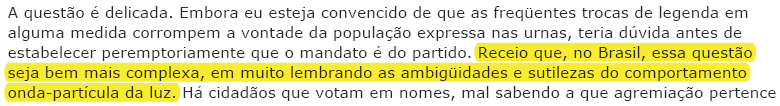 A questão é delicada. Embora eu esteja convencido de que as freqüentes trocas de legenda em
alguma medida corrompem a vontade da população expressa nas urnas, teria dúvida antes de
estabelecer peremptoriamente que o mandato é do partido. Receio que, no Brasil, essa questão
seja bem mais complexa, em muito lembrando as ambigüidades e sutilezas do comportamento
onda-partícula da luz. Há cidadãos que votam em nomes, mal sabendo a que agremiação pertence